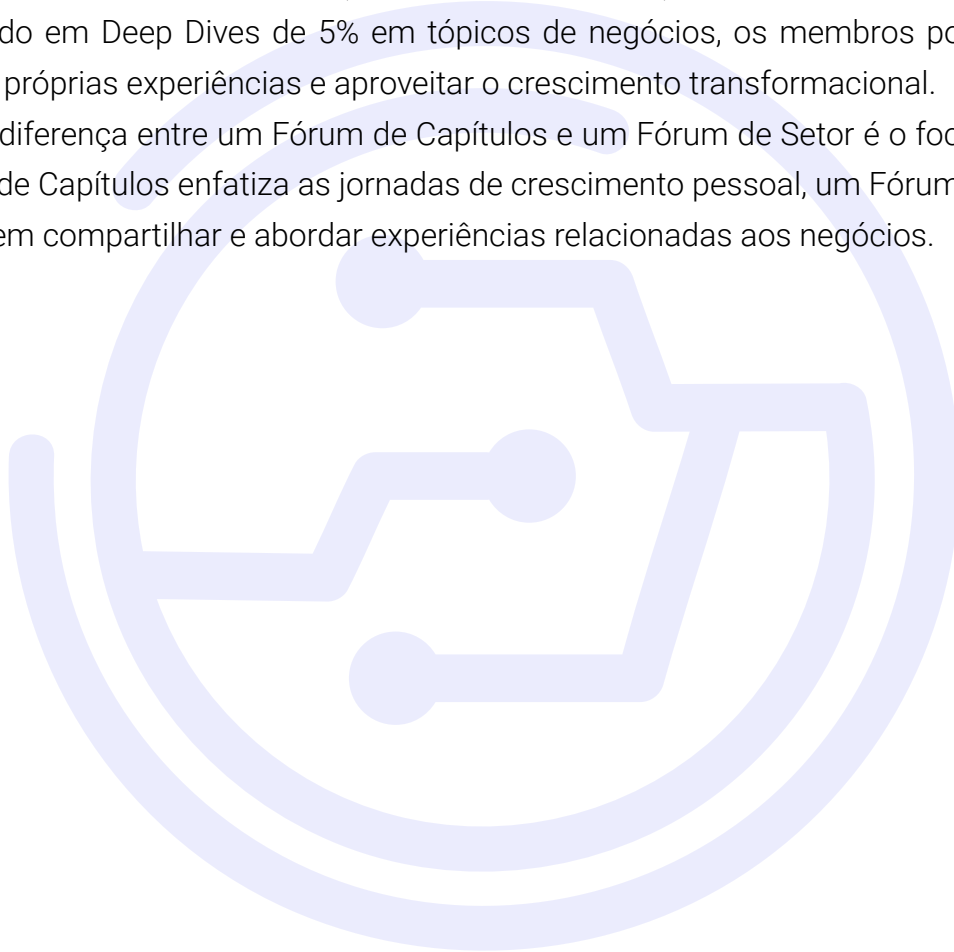 do em Deep Dives de 5% em tópicos de negócios, os membros po
próprias experiências e aproveitar o crescimento transformacional.
diferença entre um Fórum de Capítulos e um Fórum de Setor é o foc
de Capítulos enfatiza as jornadas de crescimento pessoal, um Fórum
em compartilhar e abordar experiências relacionadas aos negócios.